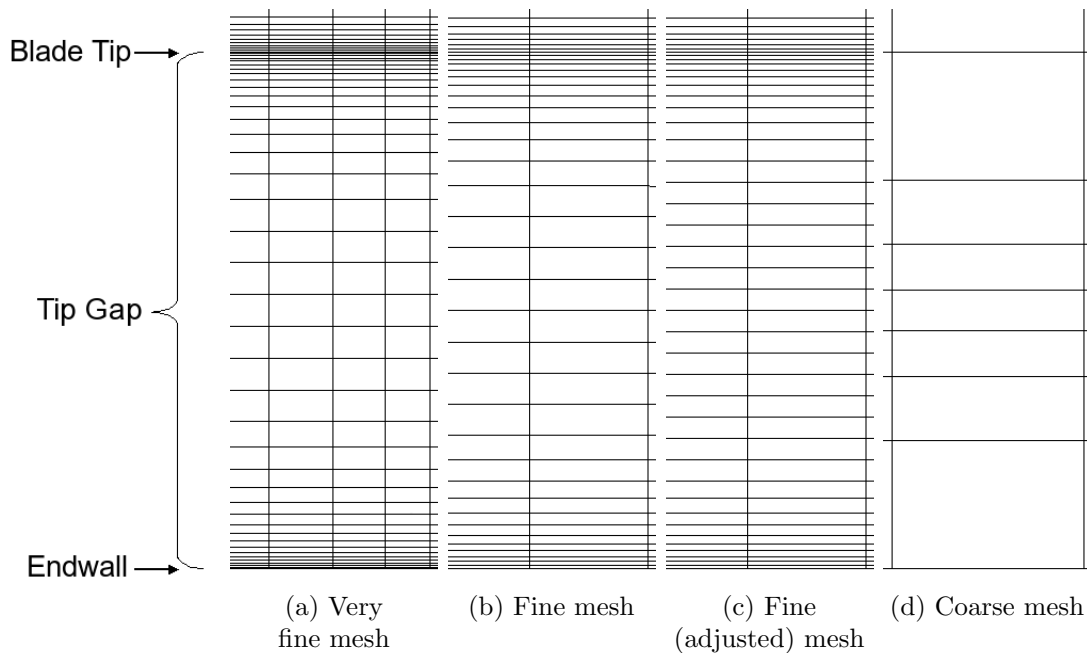 Blade Tip
Tip Gap
Endwall
(a) Very
fine mesh
(b) Fine mesh
(c) Fine
(adjusted) mesh
(d) Coarse mesh